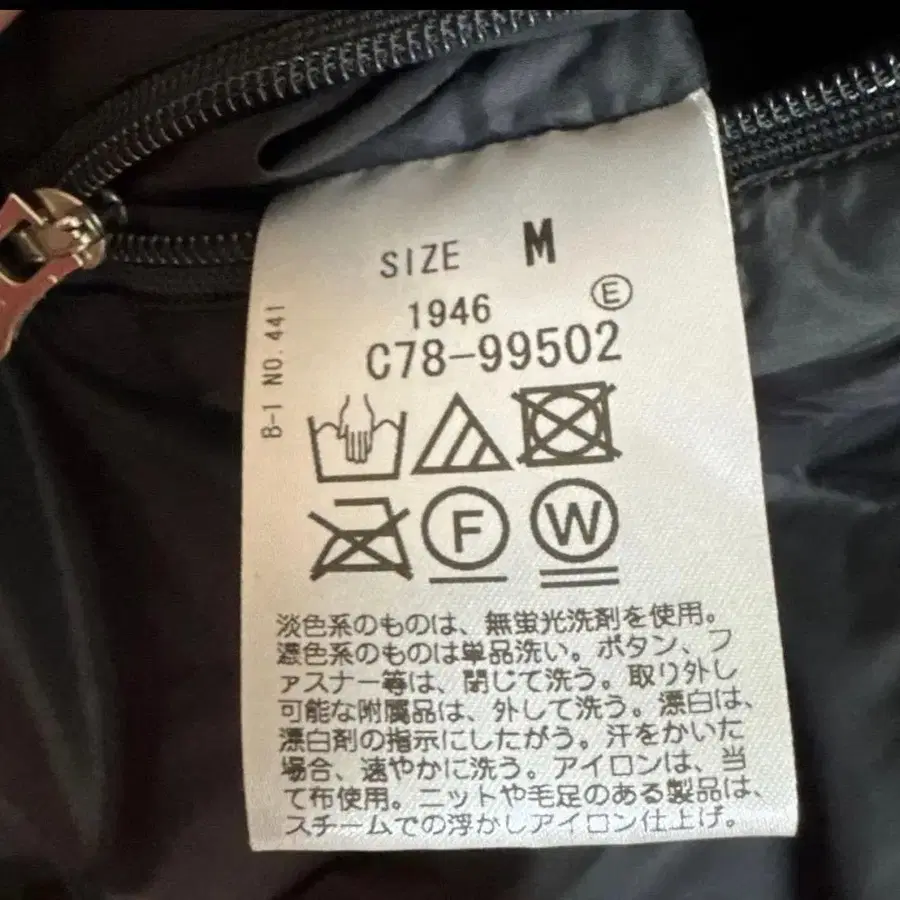 SIZE M
1946 E
C78-99502
B-1 NO.441
F W
淡色系のものは、無蛍光洗剤を使用。
濃色系のものは単品洗い。ボタン、フ
ァスナー等は、閉じて洗う。取り外し
可能な附属品は、外して洗う。漂白は、
漂白剤の指示にしたがう。汗をかいた
場合、速やかに洗う。アイロンは、当
て布使用。ニットや毛足のある製品は、
スチームでの浮かしアイロン仕上げ。